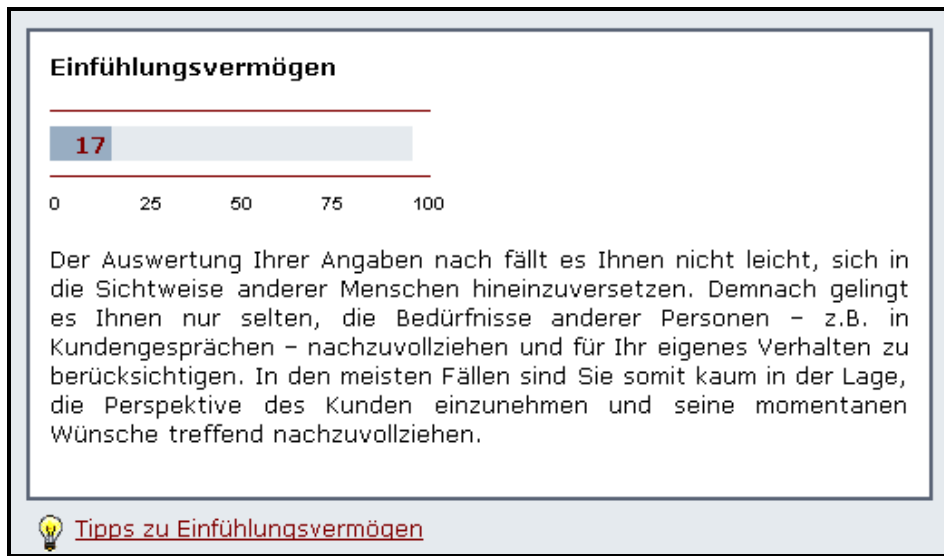 Einfühlungsvermögen
17
0 25 50 75 100
Der Auswertung Ihrer Angaben nach fällt es Ihnen nicht leicht, sich in
die Sichtweise anderer Menschen hineinzuversetzen. Demnach gelingt
es Ihnen nur selten, die Bedürfnisse anderer Personen – z.B. in
Kundengesprächen – nachzuvollziehen und für Ihr eigenes Verhalten zu
berücksichtigen. In den meisten Fällen sind Sie somit kaum in der Lage,
die Perspektive des Kunden einzunehmen und seine momentanen
Wünsche treffend nachzuvollziehen.
Tipps zu Einfühlungsvermögen